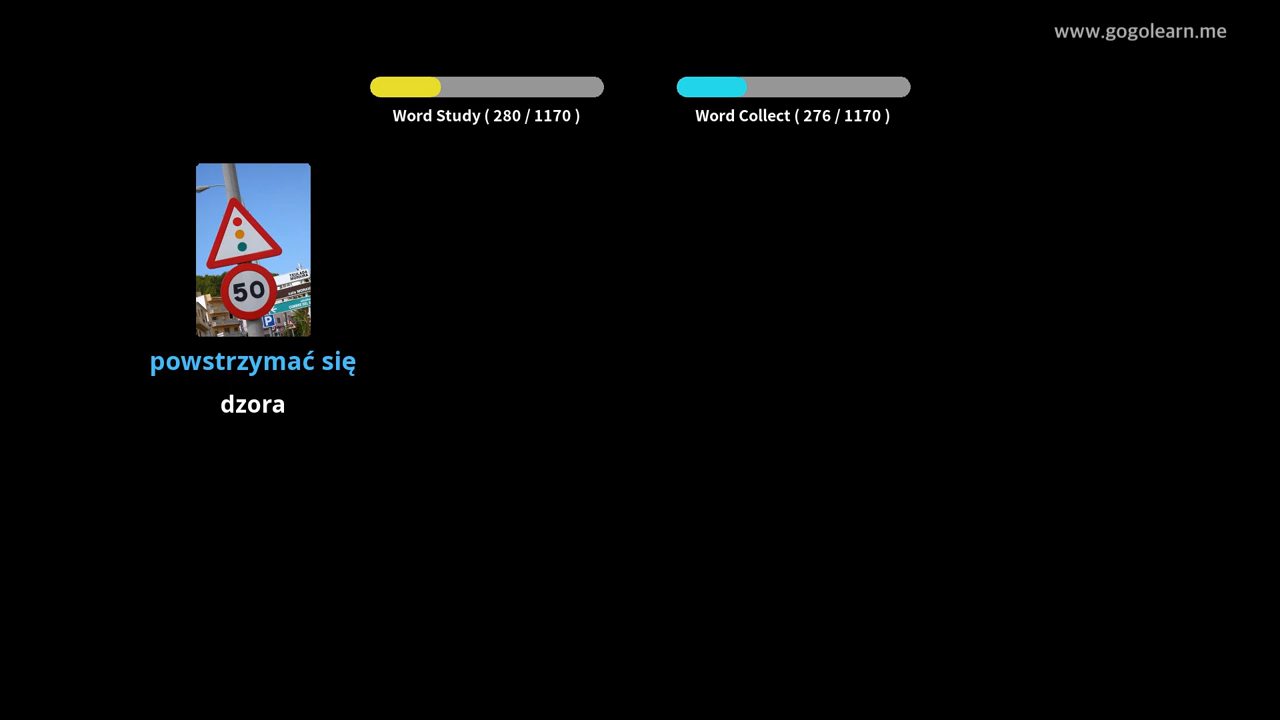 www.gogolearn.me
Word Study ( 280 / 1170 )
Word Collect ( 276 / 1170 )
50
P
powstrzymać się
dzora